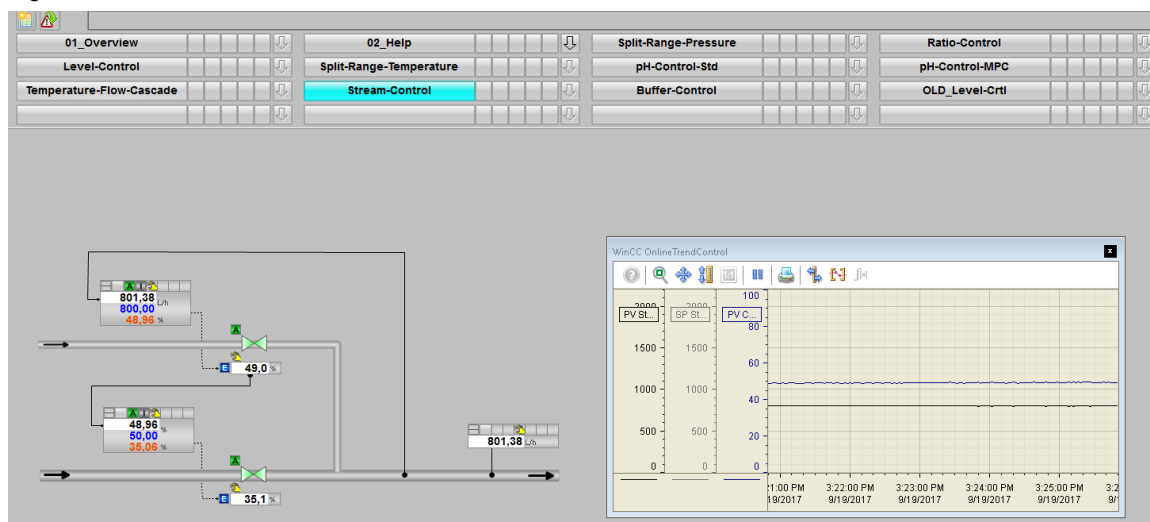 01_Overview 02_Help Split-Range-Pressure Ratio-Control
Level-Control Split-Range-Temperature pH-Control-Std pH-Control-MPC
Temperature-Flow-Cascade Stream-Control Buffer-Control OLD_Level-Crtl
WinCC OnlineTrendControl
x
f(x)
A I
801,38 L/h
800,00
48,96 %
A
E 49,0 %
A I
48,96 %
50,00
35,06 %
A
E 35,1 %
801,38 L/h
2000 2000 100
PV St... SP St... PV C...
80
1500 1500
60
1000 1000
40
500 500
20
0 0 0
1:00 PM 3:22:00 PM 3:23:00 PM 3:24:00 PM 3:25:00 PM 3:2
19/2017 9/19/2017 9/19/2017 9/19/2017 9/19/2017 9/